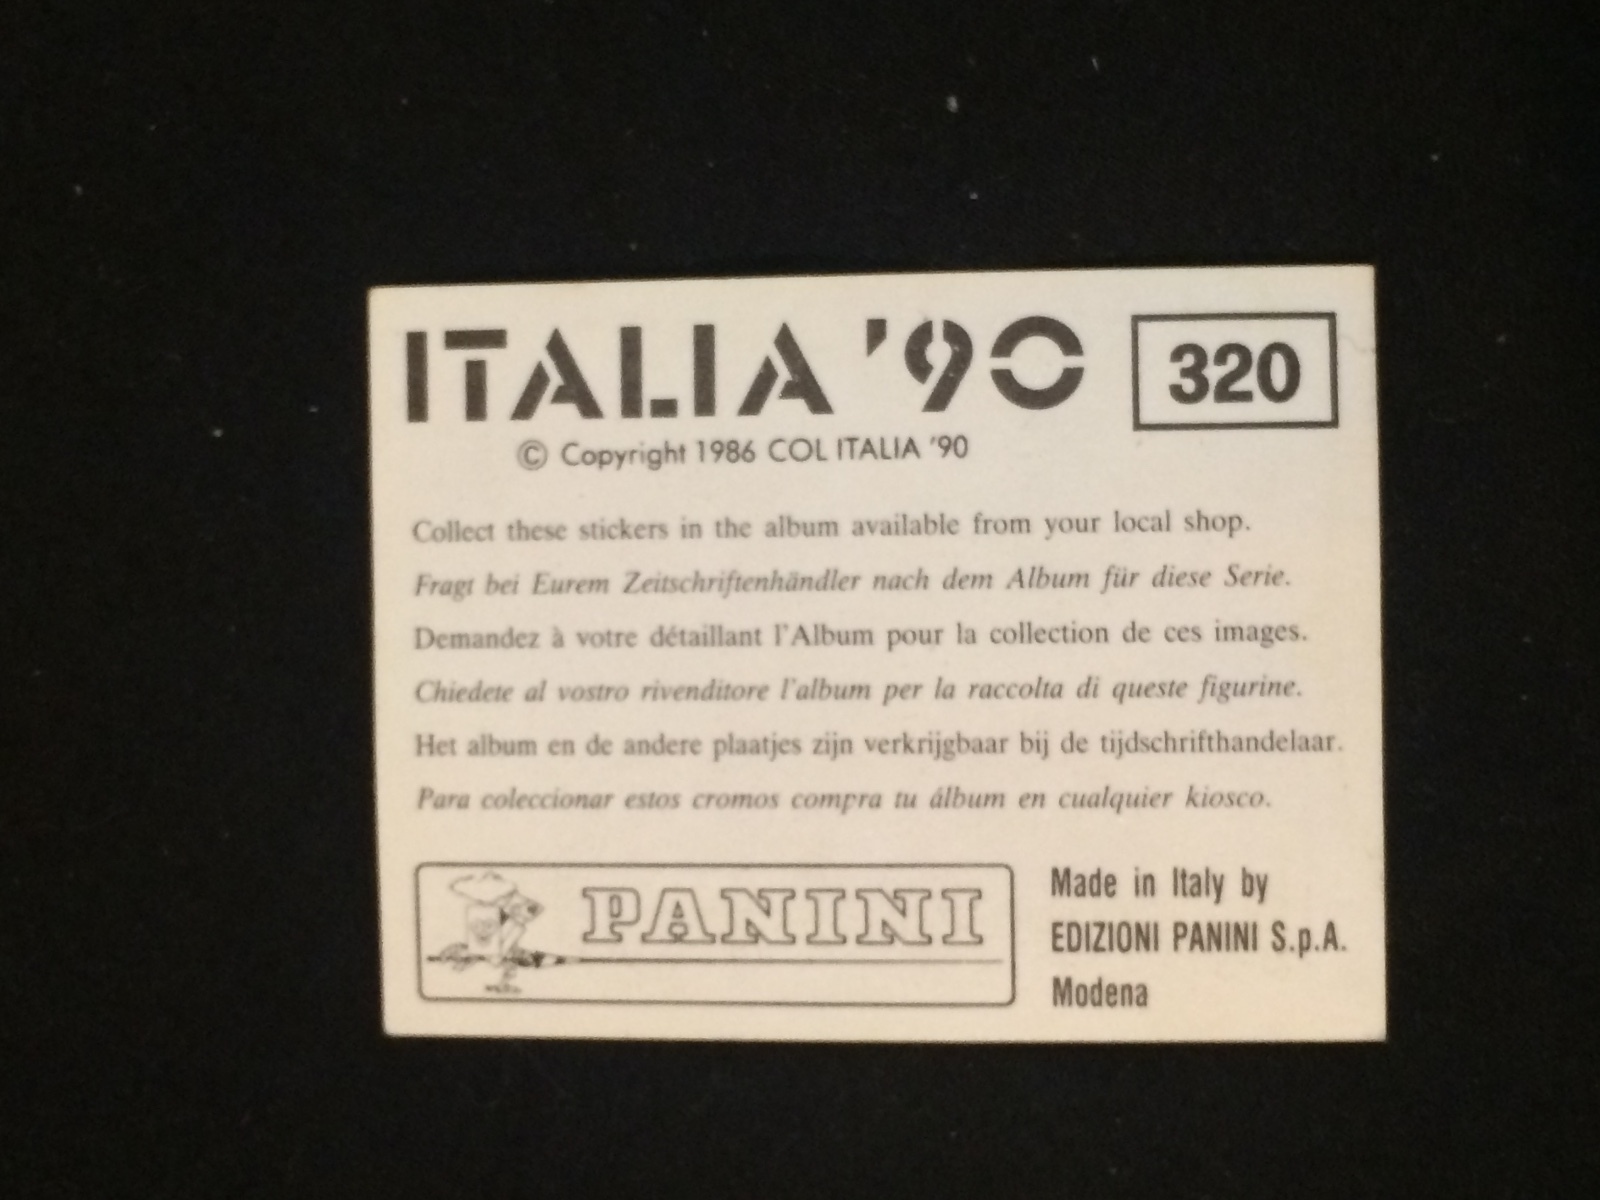 ITALIA '90
320
© Copyright 1986 COL ITALIA '90
Collect these stickers in the album available from your local shop.
Fragt bei Eurem Zeitschriftenhändler nach dem Album für diese Serie.
Demandez à votre détaillant l'Album pour la collection de ces images.
Chiedete al vostro rivenditore l'album per la raccolta di queste figurine.
Het album en de andere plaatjes zijn verkrijgbaar bij de tijdschrifthandelaar.
Para coleccionar estos cromos compra tu álbum en cualquier kiosco.
PANINI
Made in Italy by
EDIZIONI PANINI S.p.A.
Modena